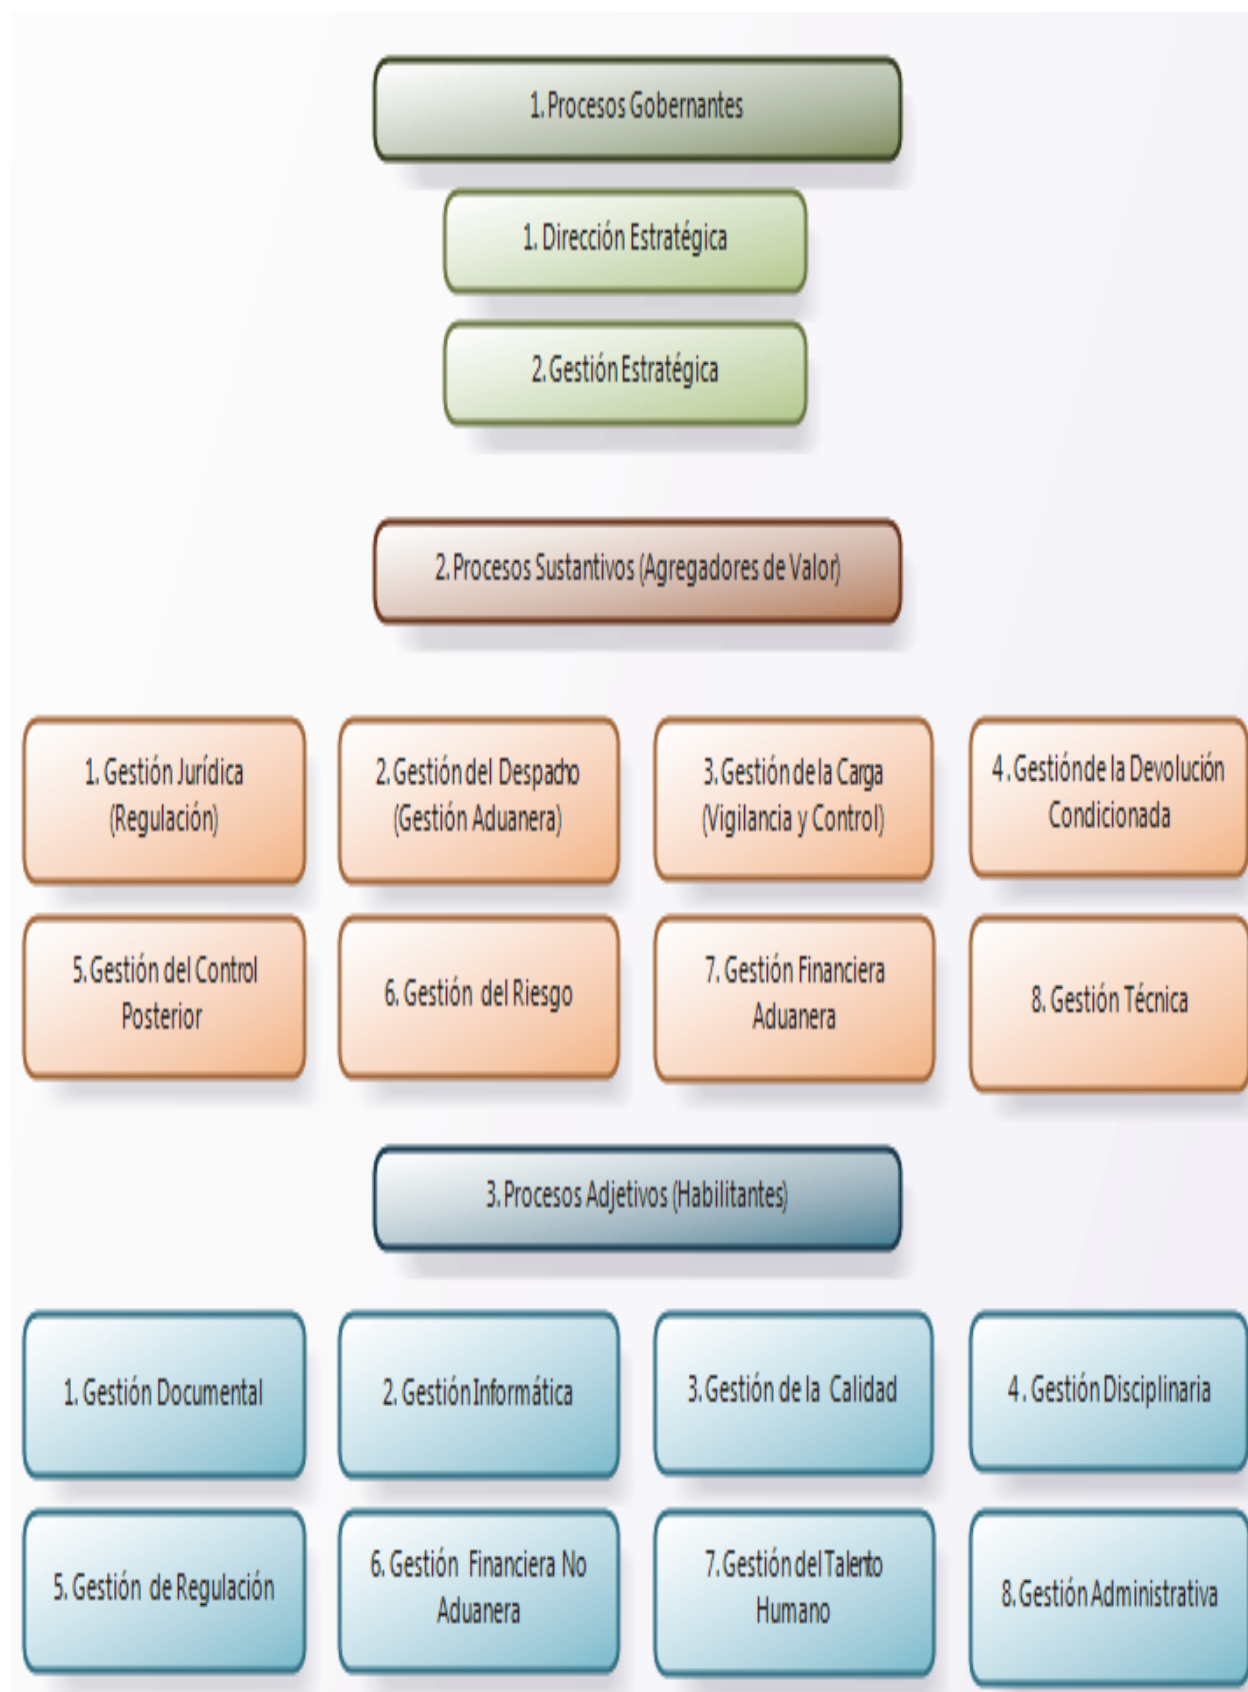 1. Procesos Gobernantes
1. Dirección Estratégica
2. Gestión Estratégica
2. Procesos Sustantivos (Agregadores de Valor)
1. Gestión Jurídica
(Regulación)
2. Gestión del Despacho
(Gestión Aduanera)
3. Gestión de la Carga
(Vigilancia y Control)
4 . Gestión de la Devolución
Condicionada
5. Gestión del Control
Posterior
6. Gestión del Riesgo
7. Gestión Financiera
Aduanera
8. Gestión Técnica
3. Procesos Adjetivos (Habilitantes)
1. Gestión Documental
2. Gestión Informática
3. Gestión de la Calidad
4 . Gestión Disciplinaria
5. Gestión de Regulación
6. Gestión Financiera No
Aduanera
7. Gestión del Talento
Humano
8. Gestión Administrativa